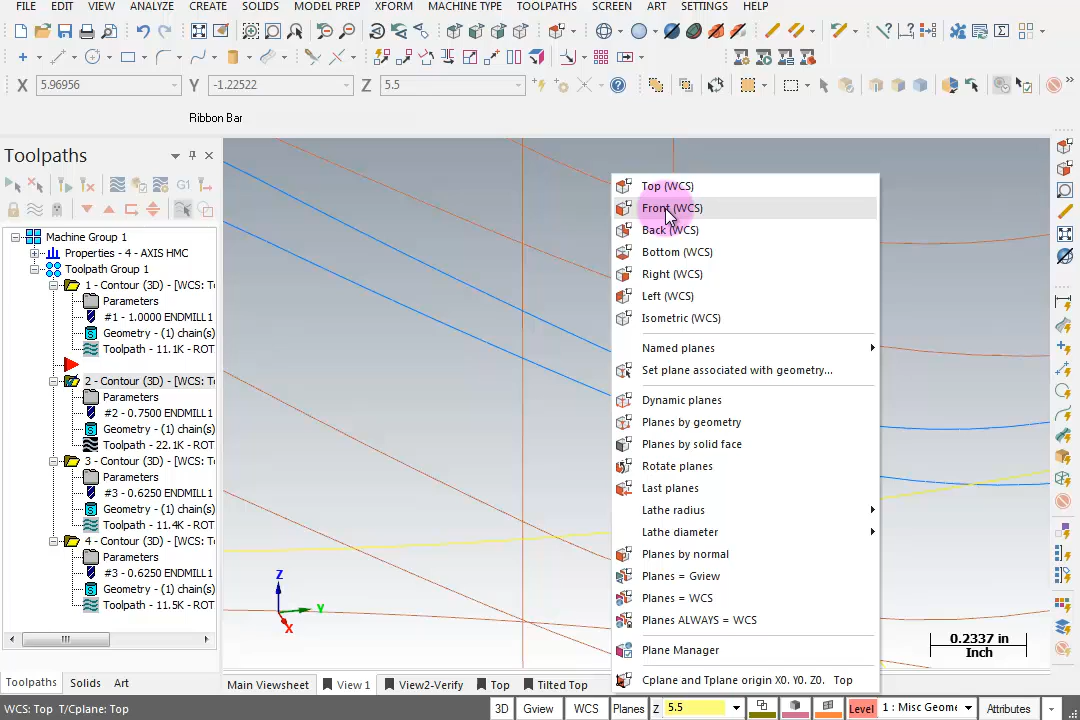 FILE EDIT VIEW ANALYZE CREATE SOLIDS MODEL PREP XFORM MACHINE TYPE TOOLPATHS SCREEN ART SETTINGS HELP
X 5.96956 Y -1.22522 Z 5.5
Ribbon Bar
Toolpaths
G1
Machine Group 1
Properties - 4 - AXIS HMC
Toolpath Group 1
1 - Contour (3D) - [WCS: T
Parameters
#1 - 1.0000 ENDMILL1
Geometry - (1) chain(s)
Toolpath - 11.1K - ROT
2 - Contour (3D) - [WCS: T
Parameters
#2 - 0.7500 ENDMILL1
Geometry - (1) chain(s)
Toolpath - 22.1K - ROT
3 - Contour (3D) - [WCS: T
Parameters
#3 - 0.6250 ENDMILL1
Geometry - (1) chain(s)
Toolpath - 11.4K - ROT
4 - Contour (3D) - [WCS: T
Parameters
#3 - 0.6250 ENDMILL1
Geometry - (1) chain(s)
Toolpath - 11.5K - ROT
Top (WCS)
Front (WCS)
Back (WCS)
Bottom (WCS)
Right (WCS)
Left (WCS)
Isometric (WCS)
Named planes
Set plane associated with geometry...
Dynamic planes
Planes by geometry
Planes by solid face
Rotate planes
Last planes
Lathe radius
Lathe diameter
Planes by normal
Planes = Gview
Planes = WCS
Planes ALWAYS = WCS
Plane Manager
Cplane and Tplane origin X0. Y0. Z0. Top
Z
Y
X
0.2337 in
Inch
Toolpaths Solids Art
Main Viewsheet View 1 View2-Verify Top Tilted Top
WCS: Top T/Cplane: Top 3D Gview WCS Planes Z 5.5 Level 1 : Misc Geome Attributes